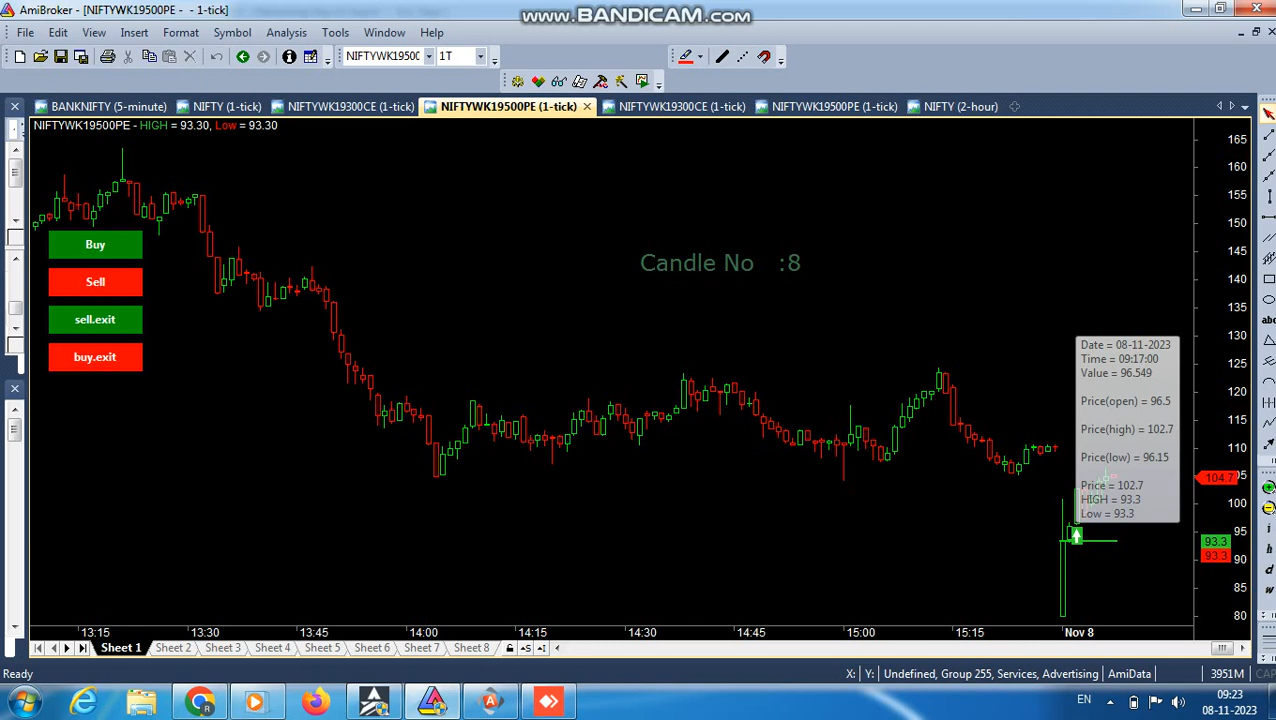 AmiBroker - [NIFTYWK19500PE - - 1-tick]
www.BANDICAM.com
File Edit View Insert Format Symbol Analysis Tools Window Help
NIFTYWK1950( 1T
BANKNIFTY (5-minute) NIFTY (1-tick) NIFTYWK19300CE (1-tick) NIFTYWK19500PE (1-tick) NIFTYWK19300CE (1-tick) NIFTYWK19500PE (1-tick) NIFTY (2-hour)
NIFTYWK19500PE - HIGH = 93.30, Low = 93.30
165
160
155
150
145
140
135
130
125
120
115
110
05
100
95
90
85
80
104.7
93.3
93.3
Buy
Sell
sell.exit
buy.exit
Candle No :8
Date = 08-11-2023
Time = 09:17:00
Value = 96.549
Price(open) = 96.5
Price(high) = 102.7
Price(low) = 96.15
Price = 102.7
HIGH = 93.3
Low = 93.3
13:15 13:30 13:45 14:00 14:15 14:30 14:45 15:00 15:15 Nov 8
Sheet 1 Sheet 2 Sheet 3 Sheet 4 Sheet 5 Sheet 6 Sheet 7 Sheet 8
Ready X: Y: Undefined, Group 255, Services, Advertising AmiData 3951M CAP
EN 09:23
08-11-2023